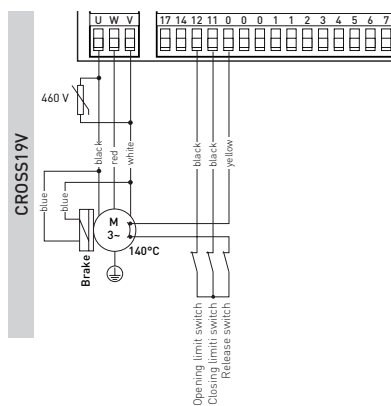 U W V
17 14 12 11 0 0 0 1 1 2 3 4 5 6 7
460 V
CROSS19V
black
red
white
black
black
yellow
blue
blue
M
3~
140°C
Brake
Opening limit switch
Closing limiti switch
Release switch